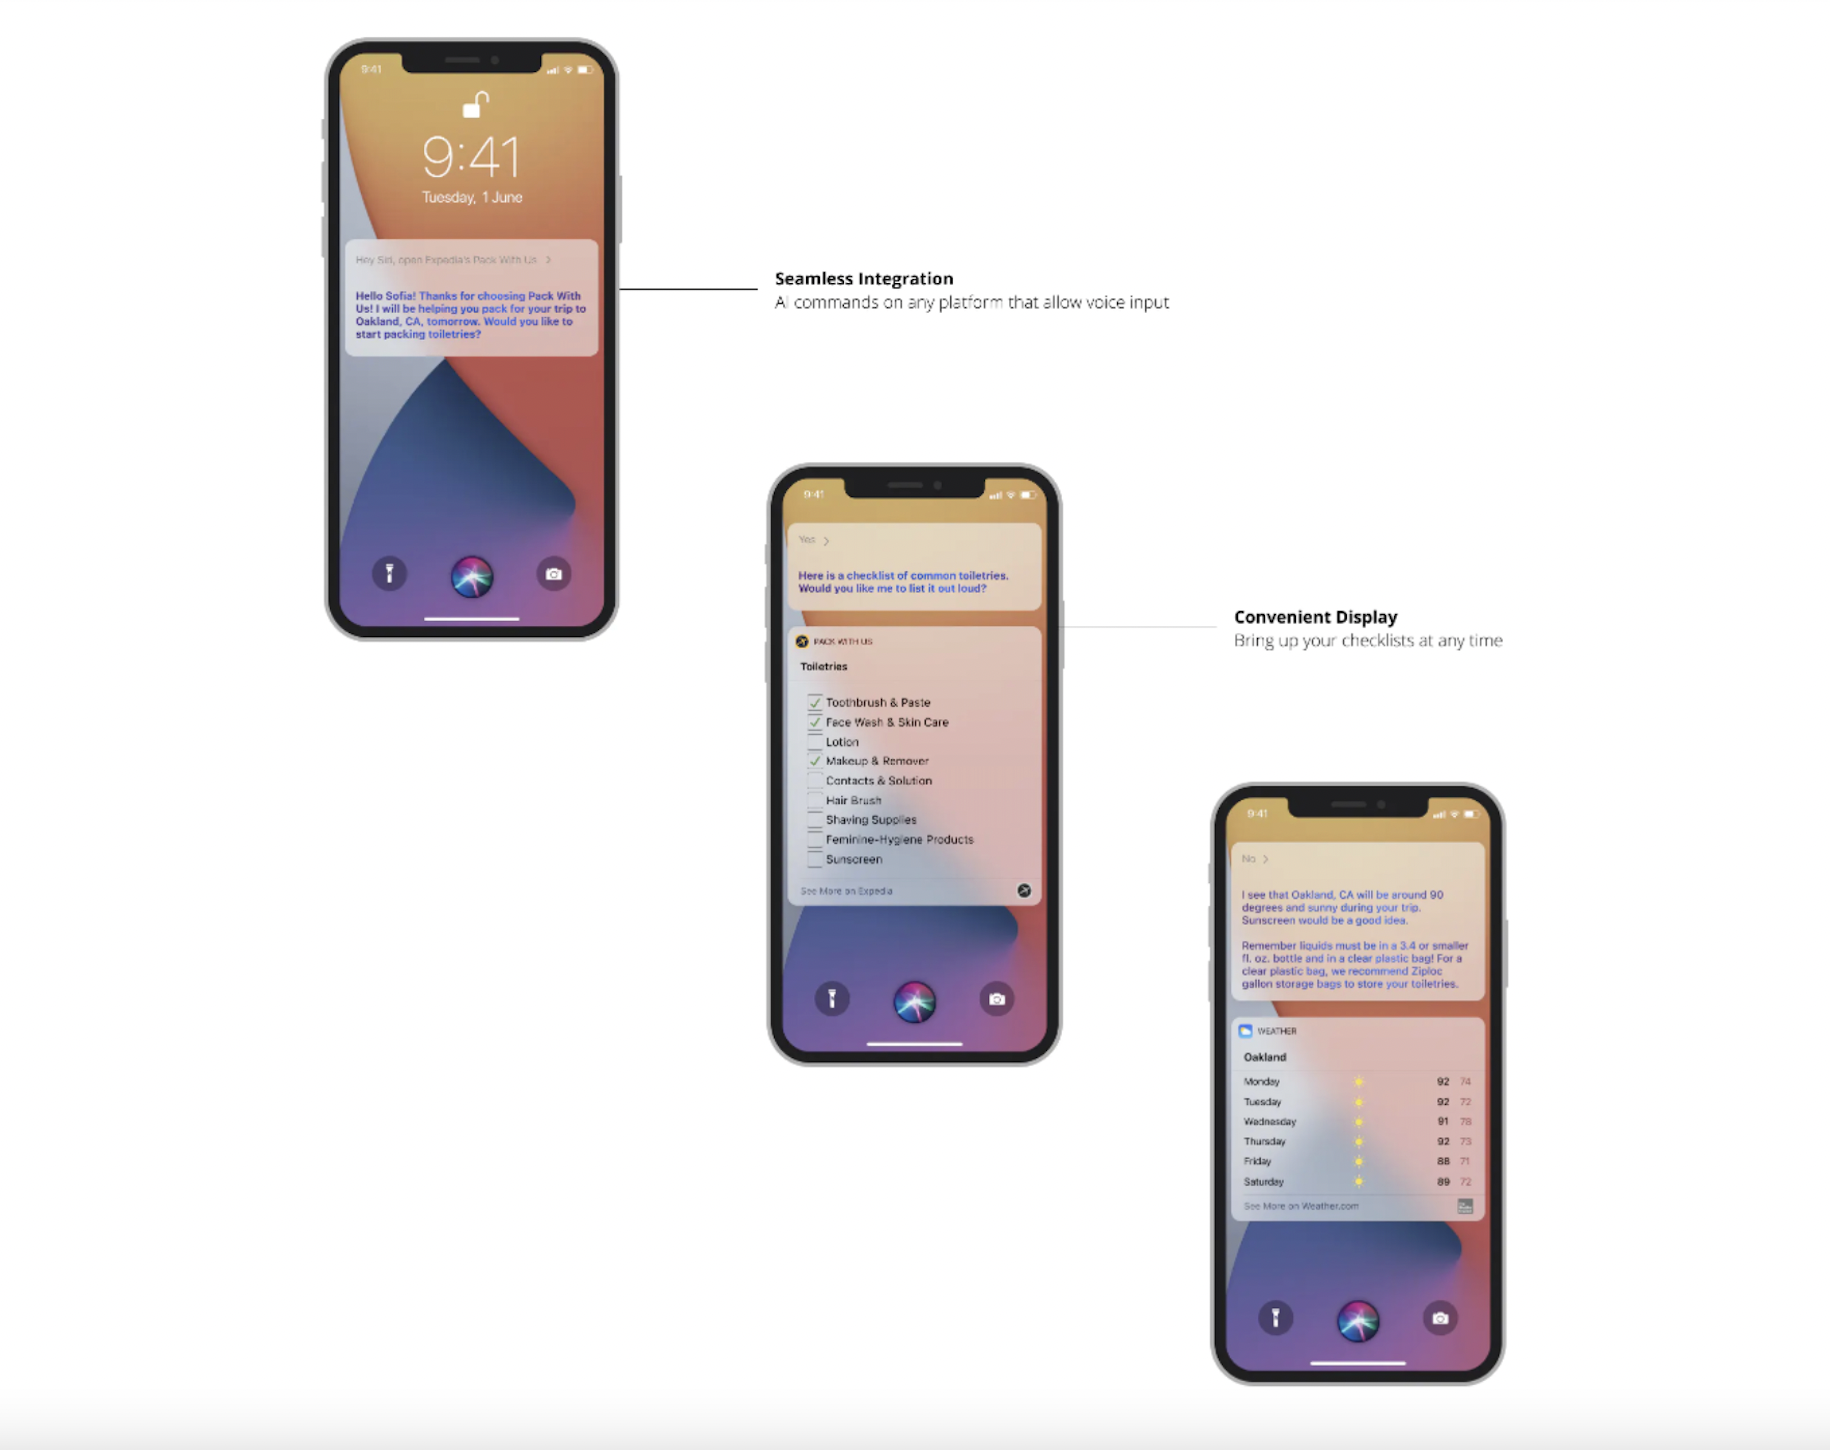 9:41
9:41
Tuesday, 1 June
Hey Siri, open Expedia's Pack With Us >
Hello Sofia! Thanks for choosing Pack With
Us! I will be helping you pack for your trip to
Oakland, CA, tomorrow. Would you like to
start packing toiletries?
Seamless Integration
AI commands on any platform that allow voice input
9:41
Yes >
Here is a checklist of common toiletries.
Would you like me to list it out loud?
PACK WITH US
Toiletries
Toothbrush & Paste
Face Wash & Skin Care
Lotion
Makeup & Remover
Contacts & Solution
Hair Brush
Shaving Supplies
Feminine-Hygiene Products
Sunscreen
See More on Expedia
Convenient Display
Bring up your checklists at any time
9:41
No >
I see that Oakland, CA will be around 90
degrees and sunny during your trip.
Sunscreen would be a good idea.
Remember liquids must be in a 3.4 or smaller
fl. oz. bottle and in a clear plastic bag! For a
clear plastic bag, we recommend Ziploc
gallon storage bags to store your toiletries.
WEATHER
Oakland
Monday 92 74
Tuesday 92 72
Wednesday 91 78
Thursday 92 73
Friday 88 71
Saturday 89 72
See More on Weather.com